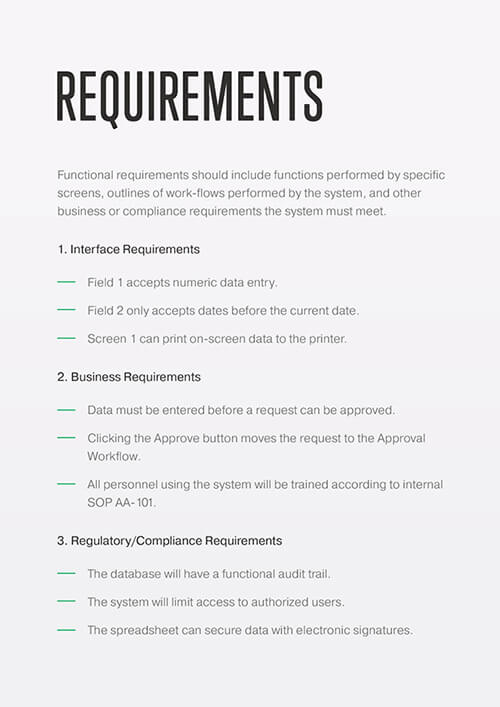 REQUIREMENTS
Functional requirements should include functions performed by specific
screens, outlines of work-flows performed by the system, and other
business or compliance requirements the system must meet.
1. Interface Requirements
Field 1 accepts numeric data entry.
Field 2 only accepts dates before the current date.
Screen 1 can print on-screen data to the printer.
2. Business Requirements
Data must be entered before a request can be approved.
Clicking the Approve button moves the request to the Approval
Workflow.
All personnel using the system will be trained according to internal
SOP AA-101.
3. Regulatory/Compliance Requirements
The database will have a functional audit trail.
The system will limit access to authorized users.
The spreadsheet can secure data with electronic signatures.